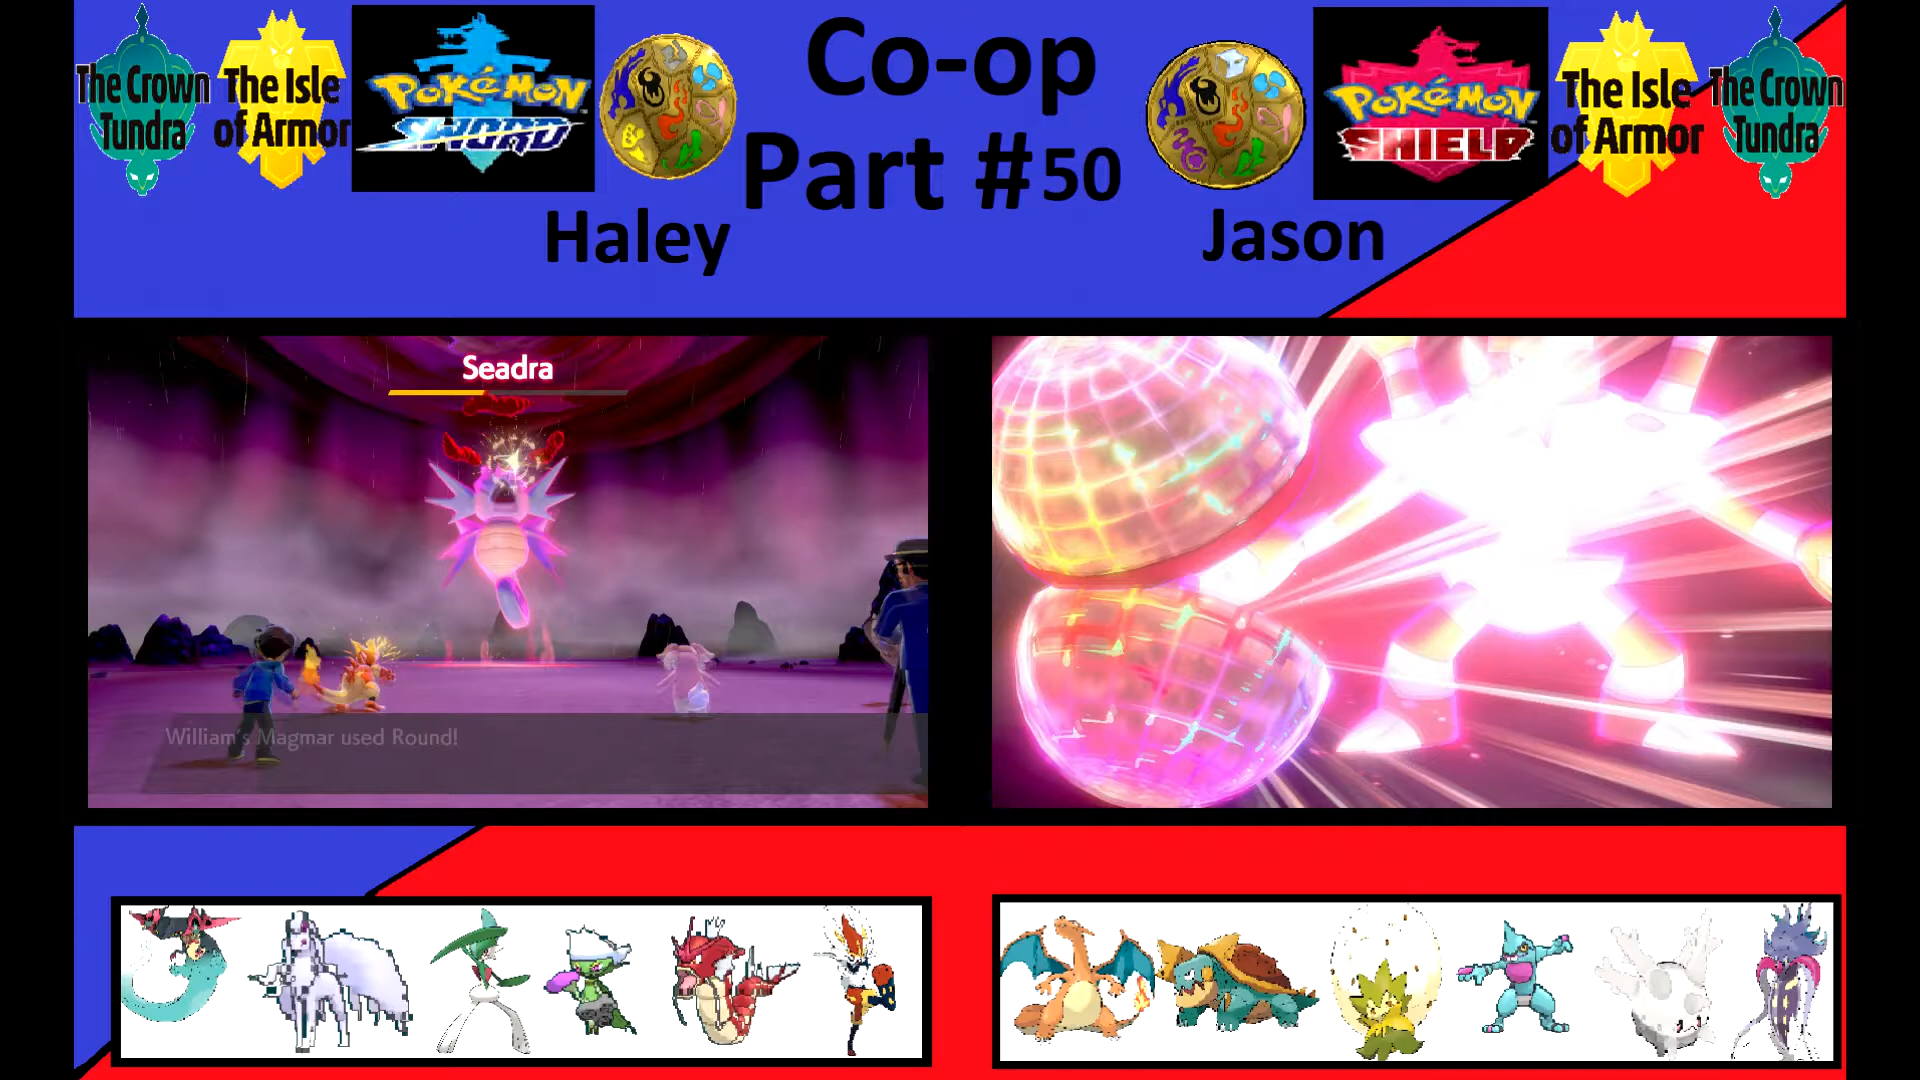 The Crown
Tundra
The Isle
of Armor
POKÉMON
SWORD
Co-op
Part #50
POKÉMON
SHIELD
The Isle
of Armor
The Crown
Tundra
Haley
Jason
Seadra
William's Magmar used Round!